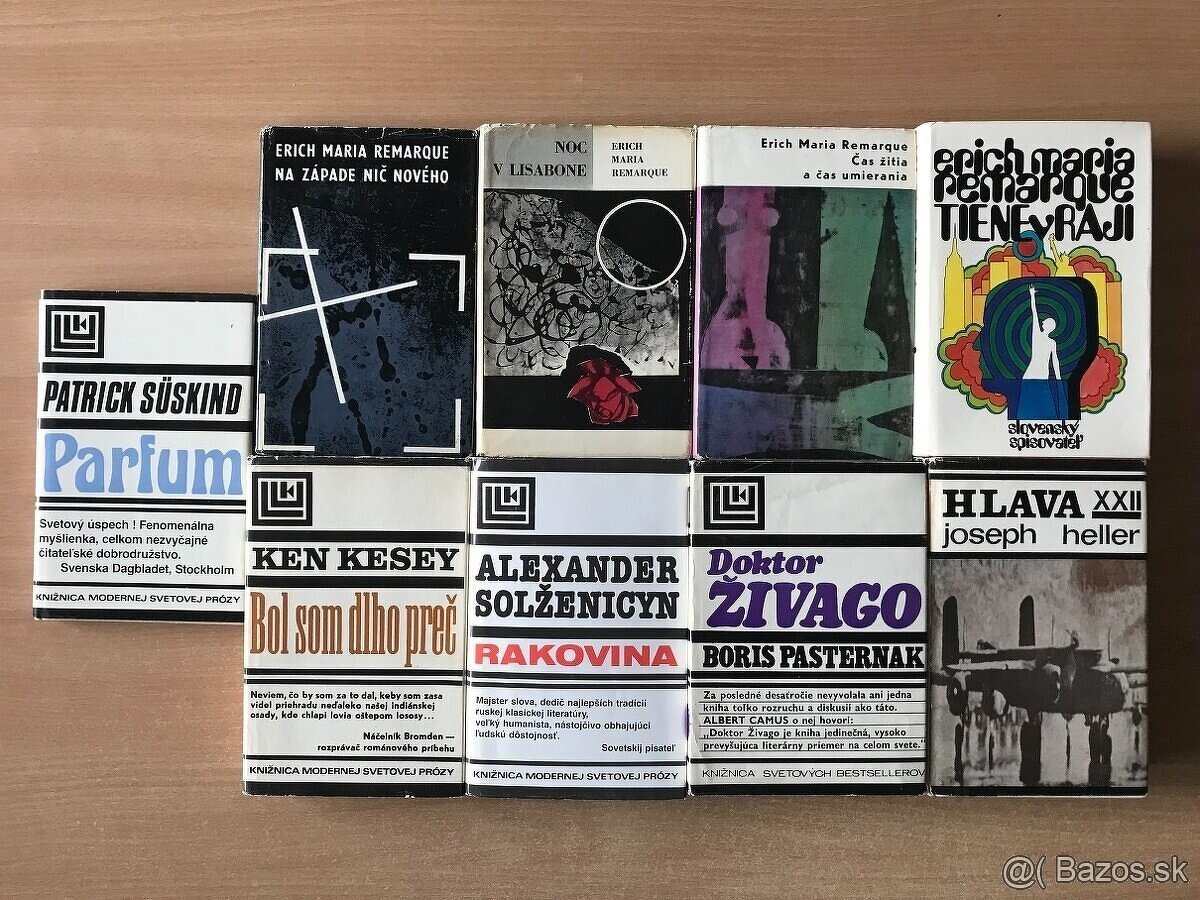 ERICH MARIA REMARQUE
NA ZÁPADE NIČ NOVÉHO
NOC
V LISABONE
ERICH
MARIA
REMARQUE
Erich Maria Remarque
Čas žitia
a čas umierania
erich maria
remarque
TIENE V RAJI
slovenský
spisovateľ
PATRICK SÜSKIND
Parfum
Svetový úspech ! Fenomenálna
myšlienka, celkom nezvyčajné
čitateľské dobrodružstvo.
Svenska Dagbladet, Stockholm
KNIŽNICA MODERNEJ SVETOVEJ PRÓZY
KEN KESEY
Bol som dlho preč
Neviem, čo by som za to dal, keby som zasa
videl priehradu neďaleko našej indiánskej
osady, kde chlapi lovia oštepom lososy...
Náčelník Bromden —
rozprávač románového príbehu
KNIŽNICA MODERNEJ SVETOVEJ PRÓZY
ALEXANDER
SOLŽENICYN
RAKOVINA
Majster slova, dedič najlepších tradícií
ruskej klasickej literatúry,
veľký humanista, nástojčivo obhajujúci
ľudskú dôstojnosť.
Sovetskij pisateľ
KNIŽNICA MODERNEJ SVETOVEJ PRÓZY
Doktor
ŽIVAGO
BORIS PASTERNAK
Za posledné desaťročie nevyvolala ani jedna
kniha toľko rozruchu a diskusií ako táto.
ALBERT CAMUS o nej hovorí:
„Doktor Živago je kniha jedinečná, vysoko
prevyšujúca literárny priemer na celom svete."
KNIŽNICA SVETOVÝCH BESTSELLEROV
HLAVA XXII
joseph heller
@( Bazos.sk